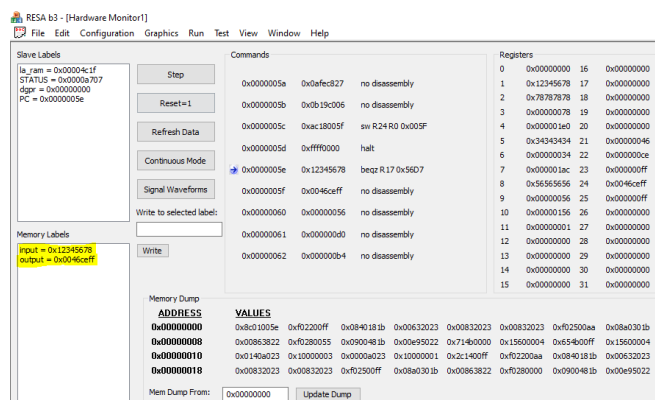 RESA b3 - [Hardware Monitor1]
File Edit Configuration Graphics Run Test View Window Help
Slave Labels
la_ram = 0x00004c1f
STATUS = 0x0000a707
dgpr = 0x00000000
PC = 0x0000005e
Step
Reset=1
Refresh Data
Continuous Mode
Signal Waveforms
Write to selected label:
Write
Memory Labels
input = 0x12345678
output = 0x0046ceff
Commands
0x0000005a 0x0afec827 no disassembly
0x0000005b 0x0b19c006 no disassembly
0x0000005c 0xac18005f sw R24 R0 0x005F
0x0000005d 0xffff0000 halt
0x0000005e 0x12345678 beqz R17 0x56D7
0x0000005f 0x0046ceff no disassembly
0x00000060 0x00000056 no disassembly
0x00000061 0x000000d0 no disassembly
0x00000062 0x000000b4 no disassembly
Registers
0 0x00000000 16 0x00000000
1 0x12345678 17 0x00000000
2 0x78787878 18 0x00000000
3 0x00000078 19 0x00000000
4 0x000001e0 20 0x00000000
5 0x34343434 21 0x00000046
6 0x00000034 22 0x000000ce
7 0x000001ac 23 0x000000ff
8 0x56565656 24 0x0046ceff
9 0x00000056 25 0x000000ff
10 0x00000156 26 0x00000000
11 0x00000001 27 0x00000000
12 0x00000000 28 0x00000000
13 0x00000000 29 0x00000000
14 0x00000000 30 0x00000000
15 0x00000000 31 0x00000000
Memory Dump
ADDRESS VALUES
0x00000000 0x8c01005e 0xf02200ff 0x0840181b 0x00632023 0x00832023 0x00832023 0xf02500aa 0x08a0301b
0x00000008 0x00863822 0xf0280055 0x0900481b 0x00e95022 0x714b0000 0x15600004 0x654b00ff 0x15600004
0x00000010 0x0140a023 0x10000003 0x0000a023 0x10000001 0x2c1400ff 0xf02200aa 0x0840181b 0x00632023
0x00000018 0x00832023 0x00832023 0xf02500ff 0x08a0301b 0x00863822 0xf0280000 0x0900481b 0x00e95022
Mem Dump From: 0x00000000 Update Dump